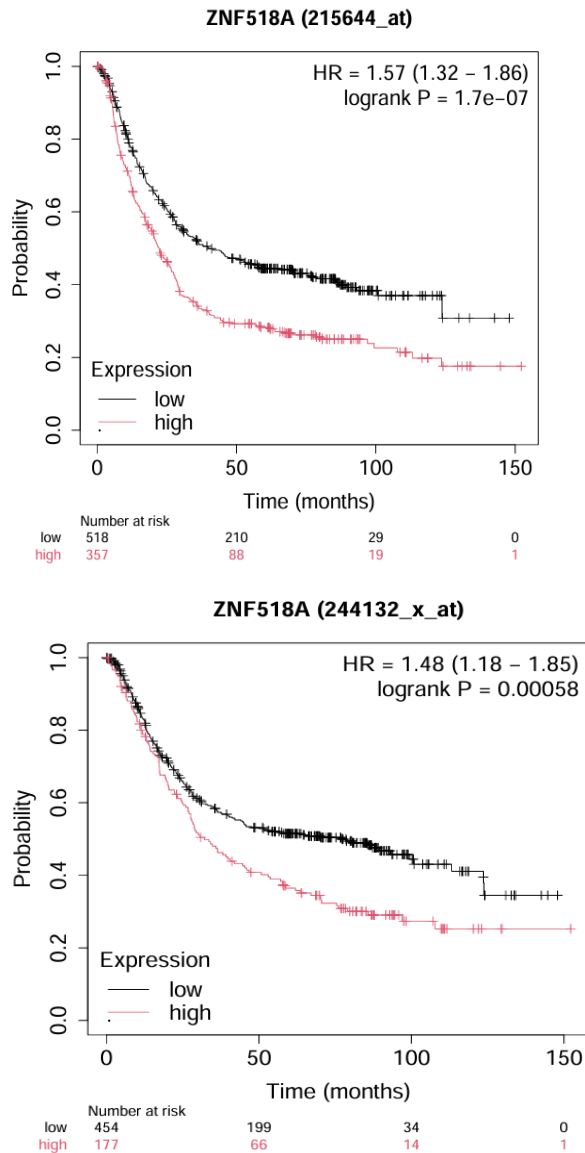 ZNF518A (215644_at)
HR = 1.57 (1.32 − 1.86)
logrank P = 1.7e−07
Probability
1.0
0.8
0.6
0.4
0.2
0.0
Expression
low
high
0 50 100 150
Time (months)
Number at risk
low 518 210 29 0
high 357 88 19 1
ZNF518A (244132_x_at)
HR = 1.48 (1.18 − 1.85)
logrank P = 0.00058
Probability
1.0
0.8
0.6
0.4
0.2
0.0
Expression
low
high
0 50 100 150
Time (months)
Number at risk
low 454 199 34 0
high 177 66 14 1